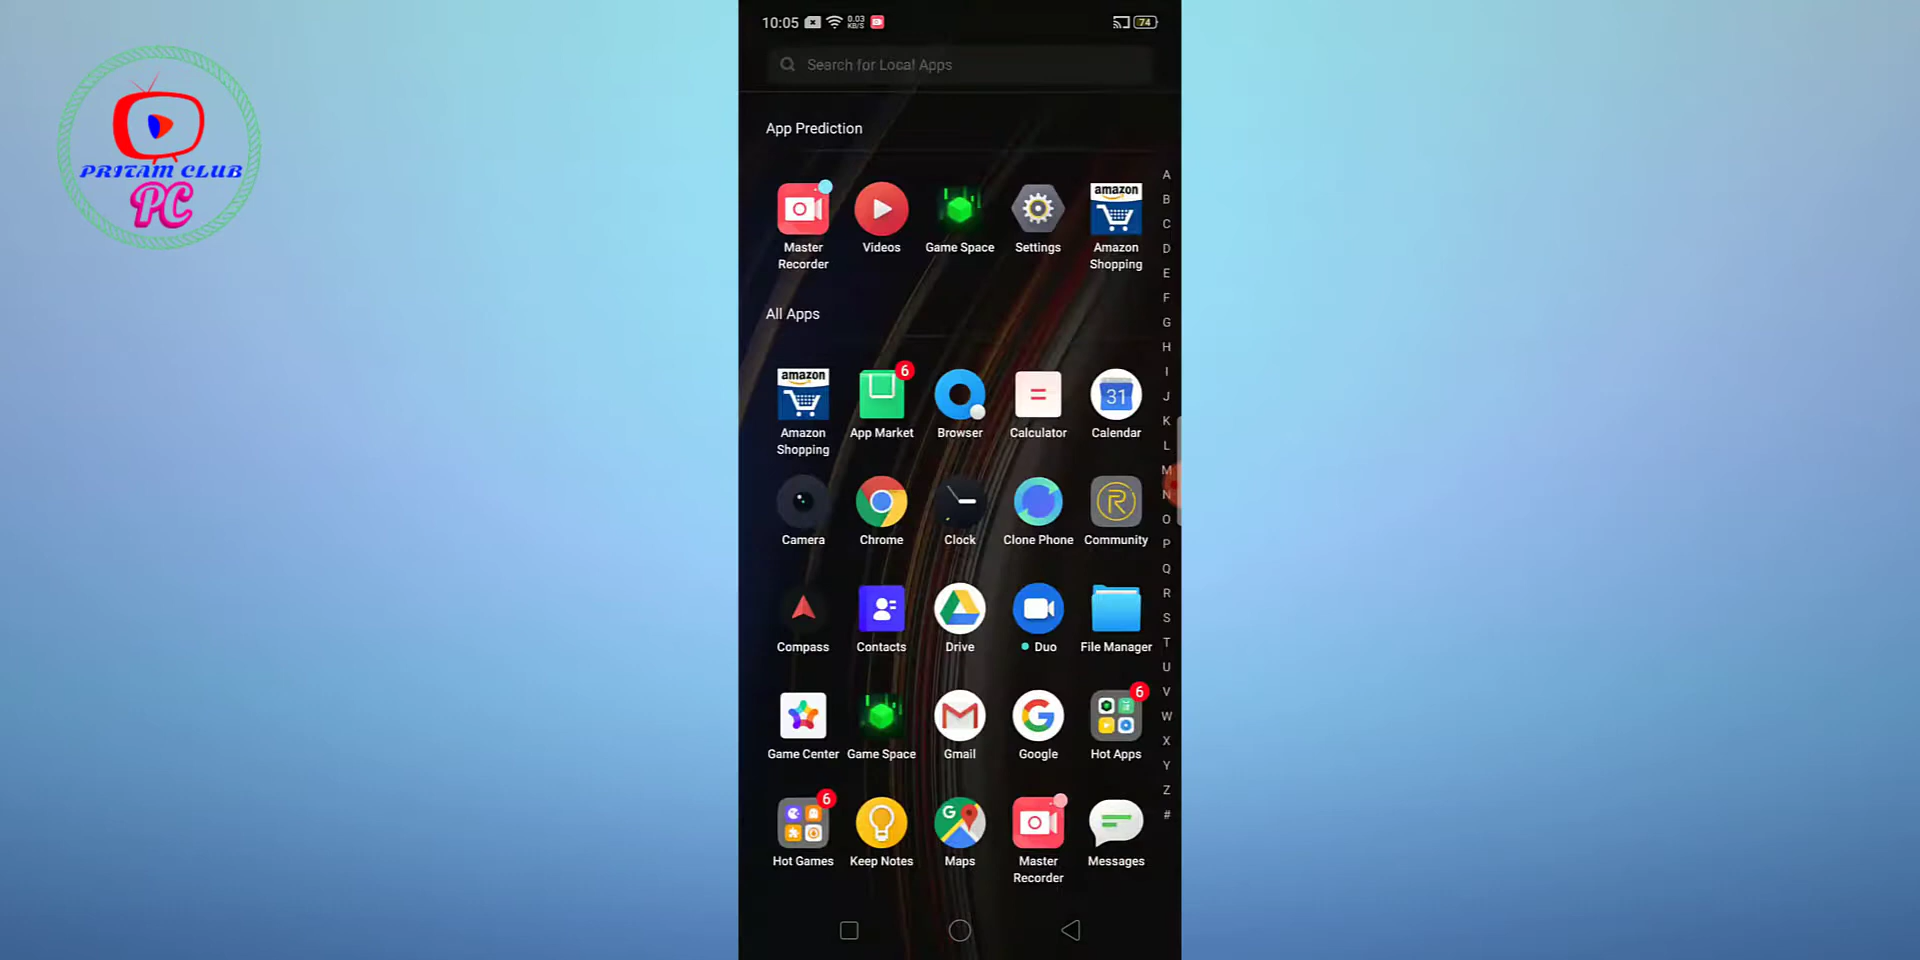 10:05 0.03 KB/S 74
Search for Local Apps
PRITAM CLUB
PC
App Prediction
Master Recorder
Videos
Game Space
Settings
amazon
Amazon Shopping
All Apps
amazon
Amazon Shopping
6
App Market
Browser
=
Calculator
31
Calendar
Camera
Chrome
Clock
Clone Phone
R
Community
Compass
Contacts
Drive
Duo
File Manager
Game Center
Game Space
Gmail
G
Google
6
Hot Apps
6
Hot Games
Keep Notes
G
Maps
Master Recorder
Messages
A
B
C
D
E
F
G
H
I
J
K
L
M
N
O
P
Q
R
S
T
U
V
W
X
Y
Z
#